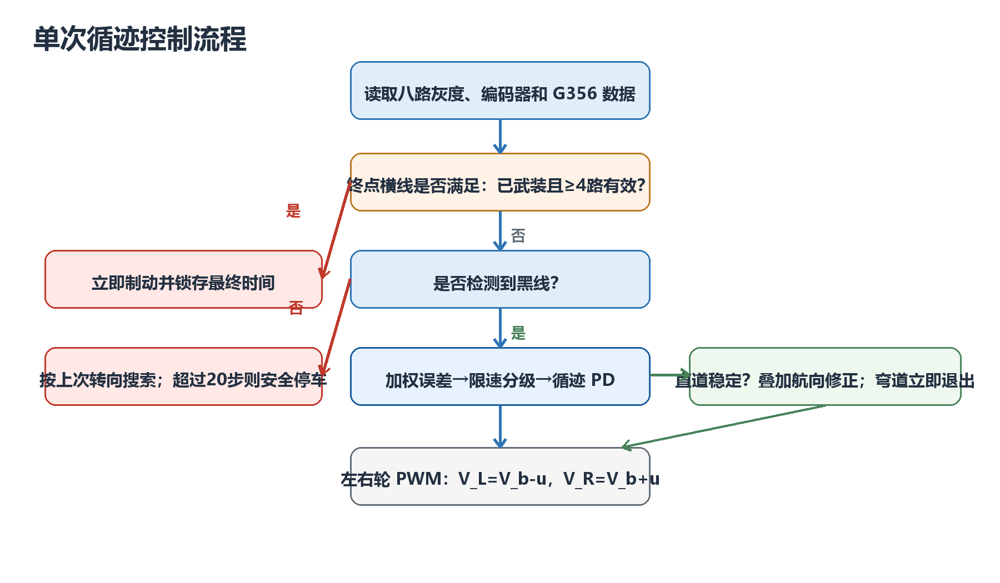 单次循迹控制流程
读取八路灰度、编码器和 G356 数据
终点横线是否满足：已武装且≥4路有效？
是
否
立即制动并锁存最终时间
是否检测到黑线？
否
是
按上次转向搜索；超过20步则安全停车
加权误差→限速分级→循迹 PD
直道稳定？叠加航向修正；弯道立即退出
左右轮 PWM：V_L=V_b-u，V_R=V_b+u